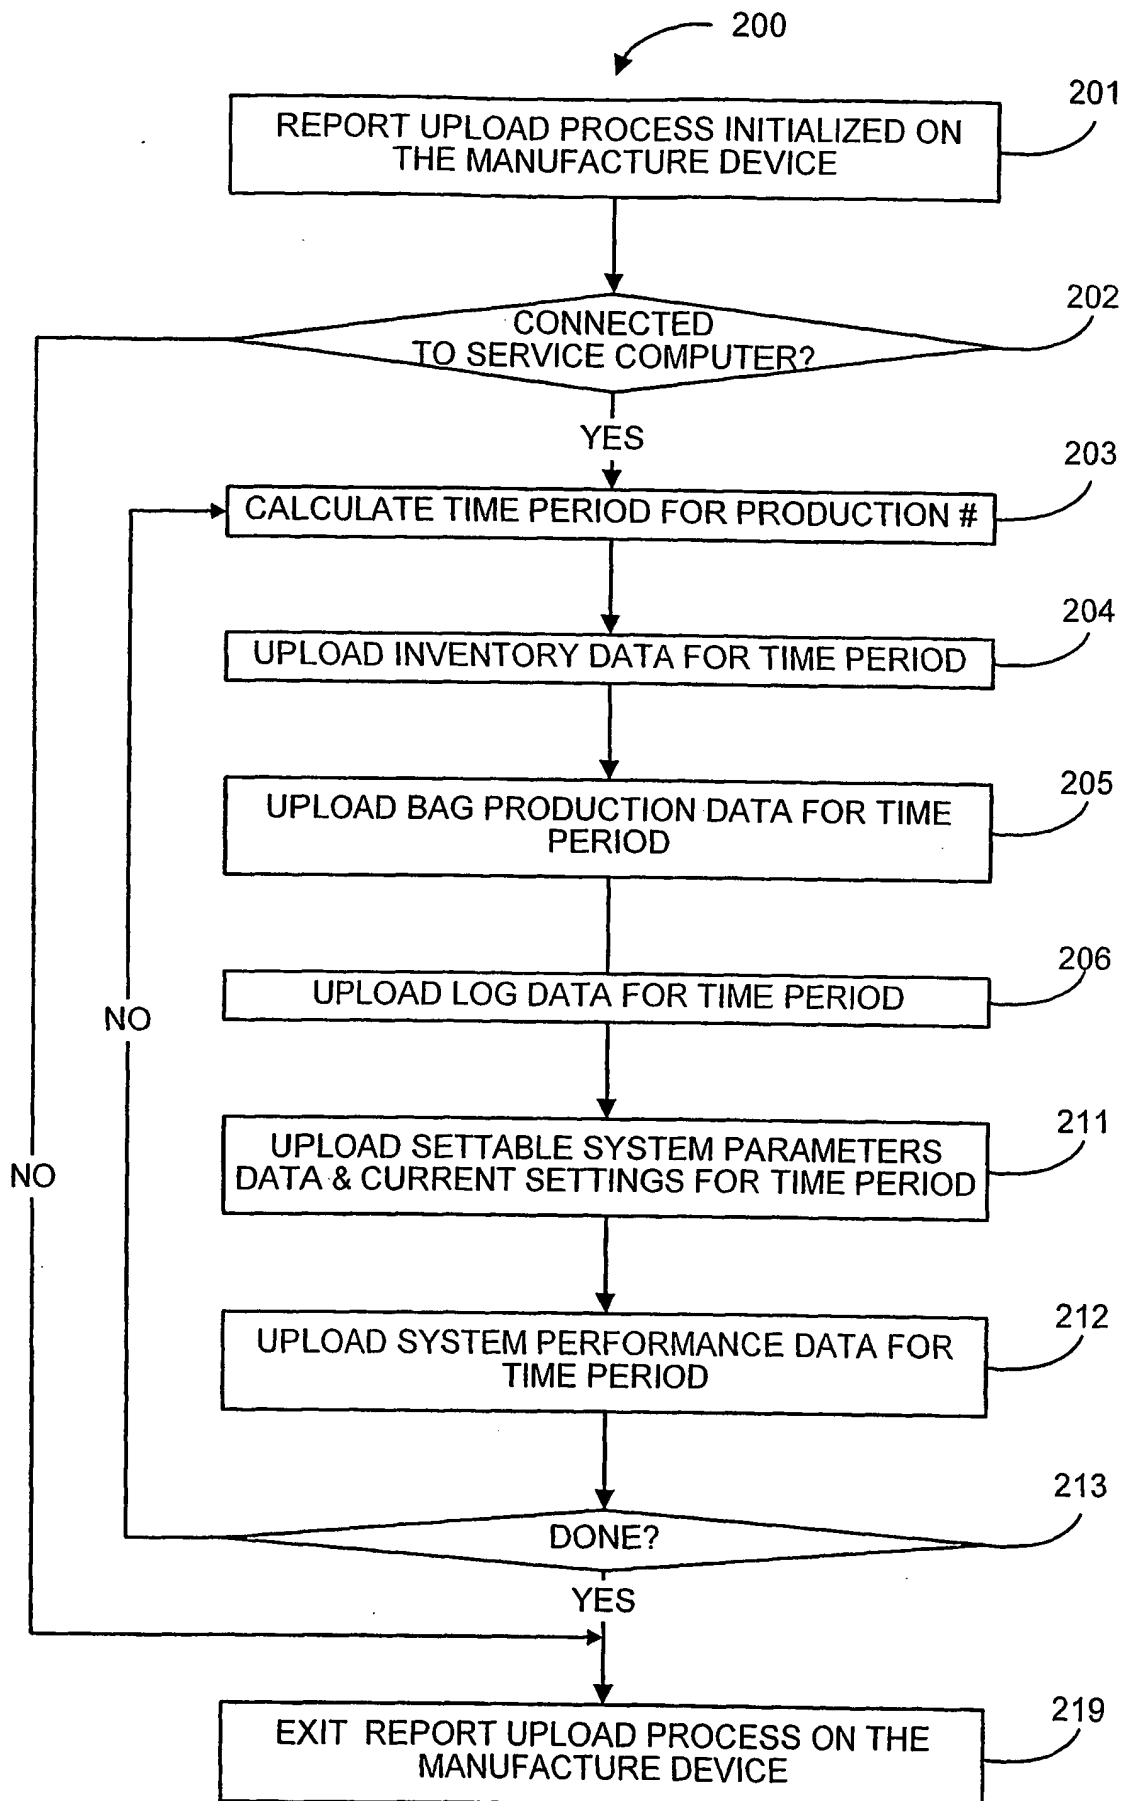 200
201
REPORT UPLOAD PROCESS INITIALIZED ON
THE MANUFACTURE DEVICE
202
CONNECTED
TO SERVICE COMPUTER?
YES
203
CALCULATE TIME PERIOD FOR PRODUCTION #
204
UPLOAD INVENTORY DATA FOR TIME PERIOD
205
UPLOAD BAG PRODUCTION DATA FOR TIME
PERIOD
206
UPLOAD LOG DATA FOR TIME PERIOD
NO
211
UPLOAD SETTABLE SYSTEM PARAMETERS
DATA & CURRENT SETTINGS FOR TIME PERIOD
NO
212
UPLOAD SYSTEM PERFORMANCE DATA FOR
TIME PERIOD
213
DONE?
YES
219
EXIT REPORT UPLOAD PROCESS ON THE
MANUFACTURE DEVICE